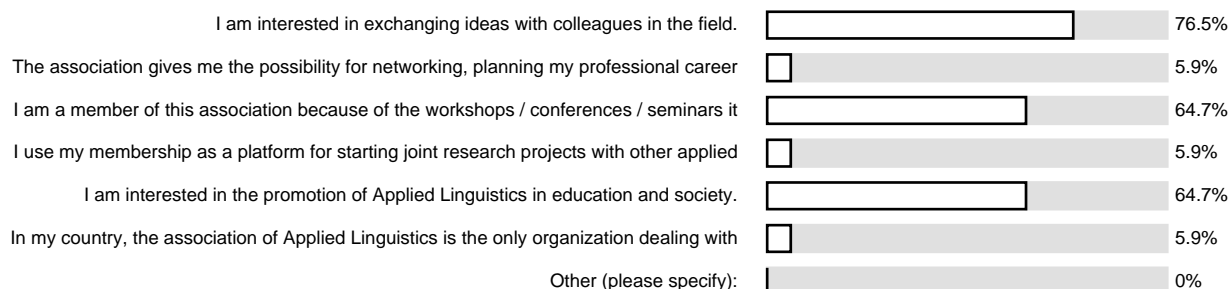 I am interested in exchanging ideas with colleagues in the field. 76.5%
The association gives me the possibility for networking, planning my professional career 5.9%
I am a member of this association because of the workshops / conferences / seminars it 64.7%
I use my membership as a platform for starting joint research projects with other applied 5.9%
I am interested in the promotion of Applied Linguistics in education and society. 64.7%
In my country, the association of Applied Linguistics is the only organization dealing with 5.9%
Other (please specify): 0%